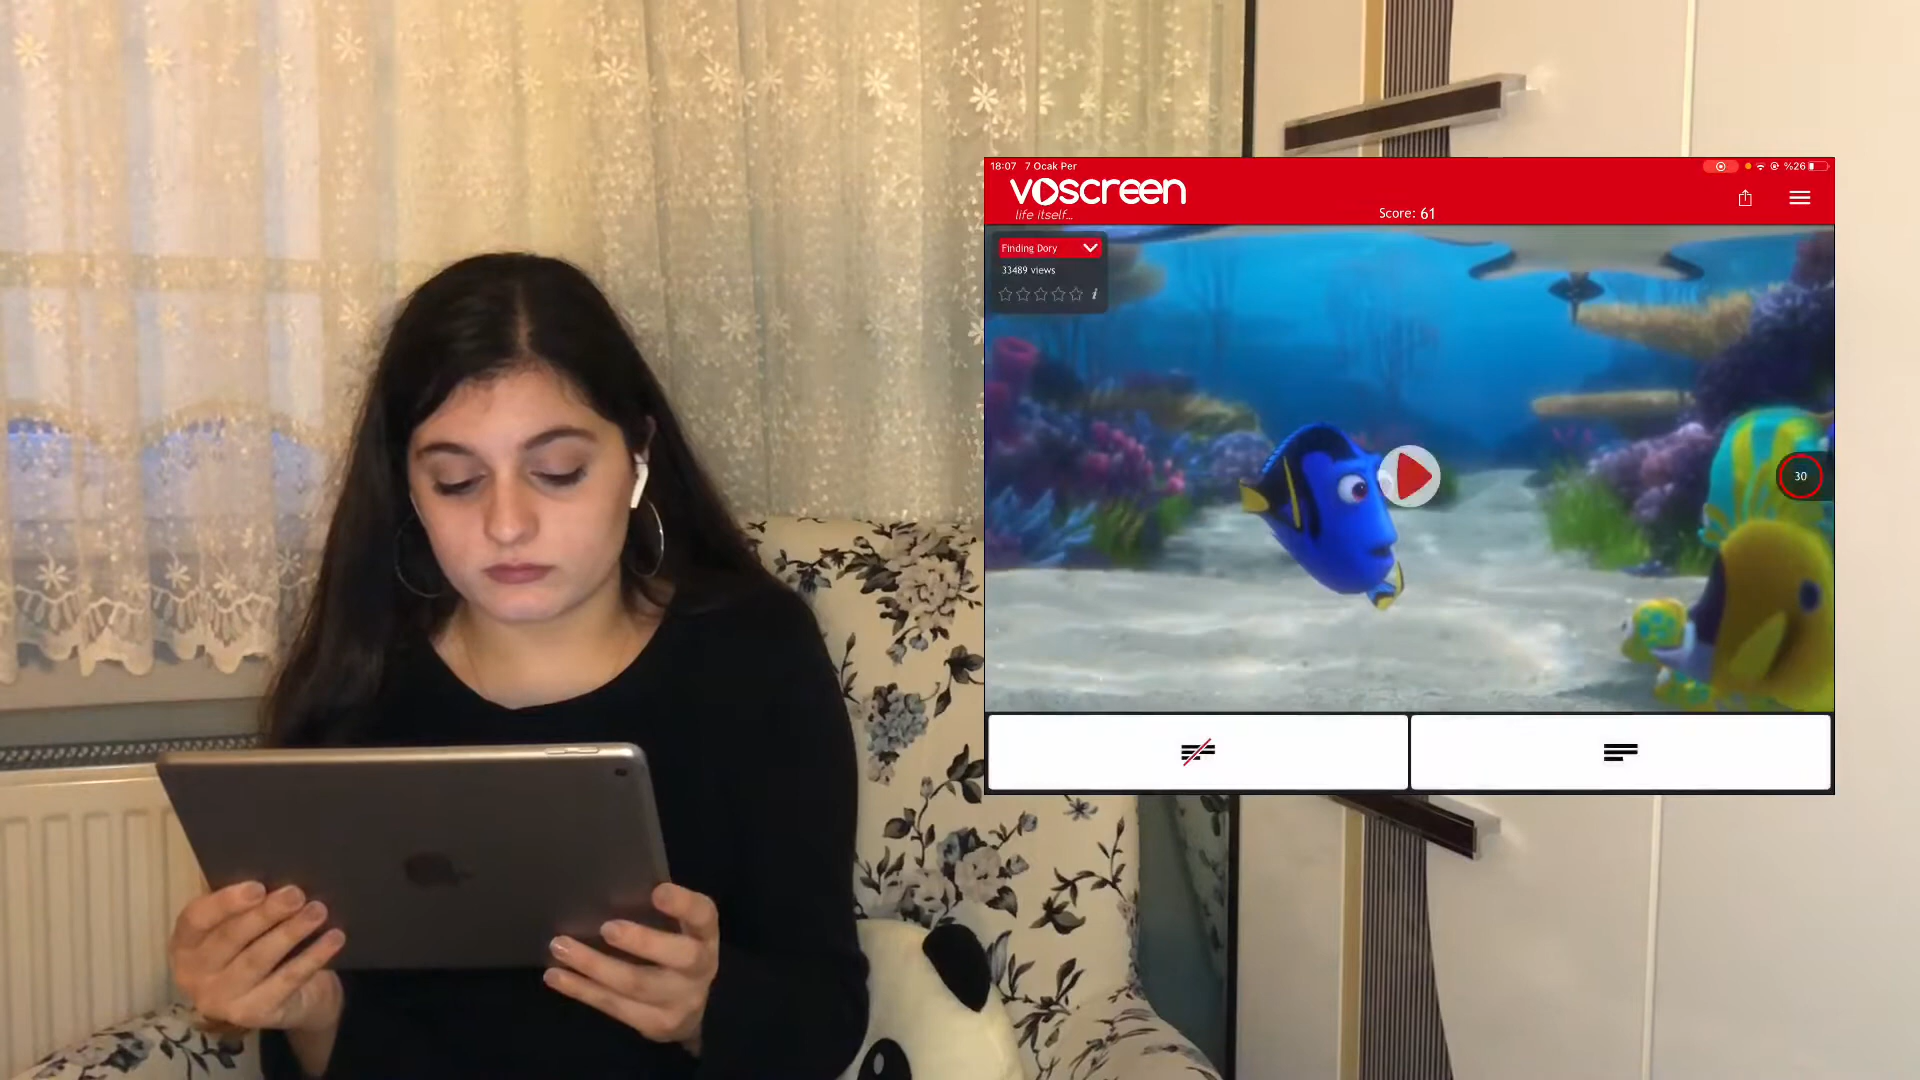 18:07 7 Ocak Per
%26
voscreen
life itself...
Score: 61
Finding Dory
33489 views
i
30